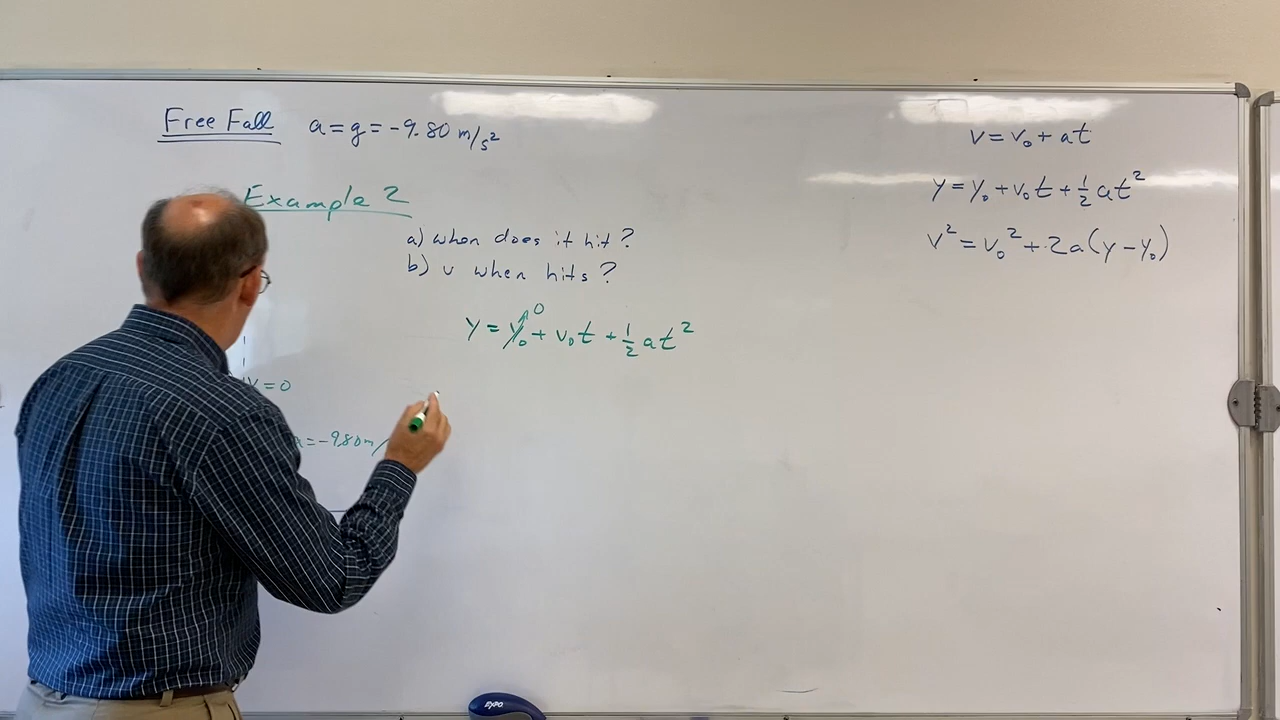 Free Fall a = g = -9.80 m/s²
Example 2
a) when does it hit?
b) v when hits?
y = y₀ + v₀t + ½at²
0
v = 0
a = -9.80 m/
v = v₀ + at
y = y₀ + v₀t + ½at²
v² = v₀² + 2a(y - y₀)
EXPO